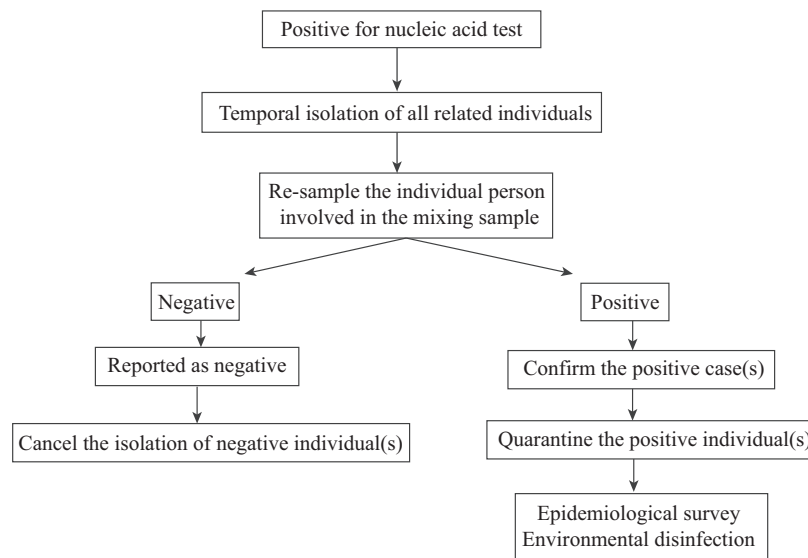 Positive for nucleic acid test
Temporal isolation of all related individuals
Re-sample the individual person
involved in the mixing sample
Negative
Positive
Reported as negative
Confirm the positive case(s)
Cancel the isolation of negative individual(s)
Quarantine the positive individual(s)
Epidemiological survey
Environmental disinfection